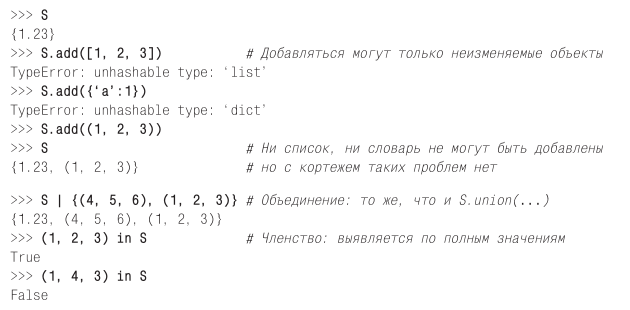 >>> S
{1.23}
>>> S.add([1, 2, 3]) # Добавляться могут только неизменяемые объекты
TypeError: unhashable type: ‘list’
>>> S.add({‘a’:1})
TypeError: unhashable type: ‘dict’
>>> S.add((1, 2, 3))
>>> S # Ни список, ни словарь не могут быть добавлены
{1.23, (1, 2, 3)} # но с кортежем таких проблем нет
>>> S | {(4, 5, 6), (1, 2, 3)} # Объединение: то же, что и S.union(...)
{1.23, (4, 5, 6), (1, 2, 3)}
>>> (1, 2, 3) in S # Членство: выявляется по полным значениям
True
>>> (1, 4, 3) in S
False